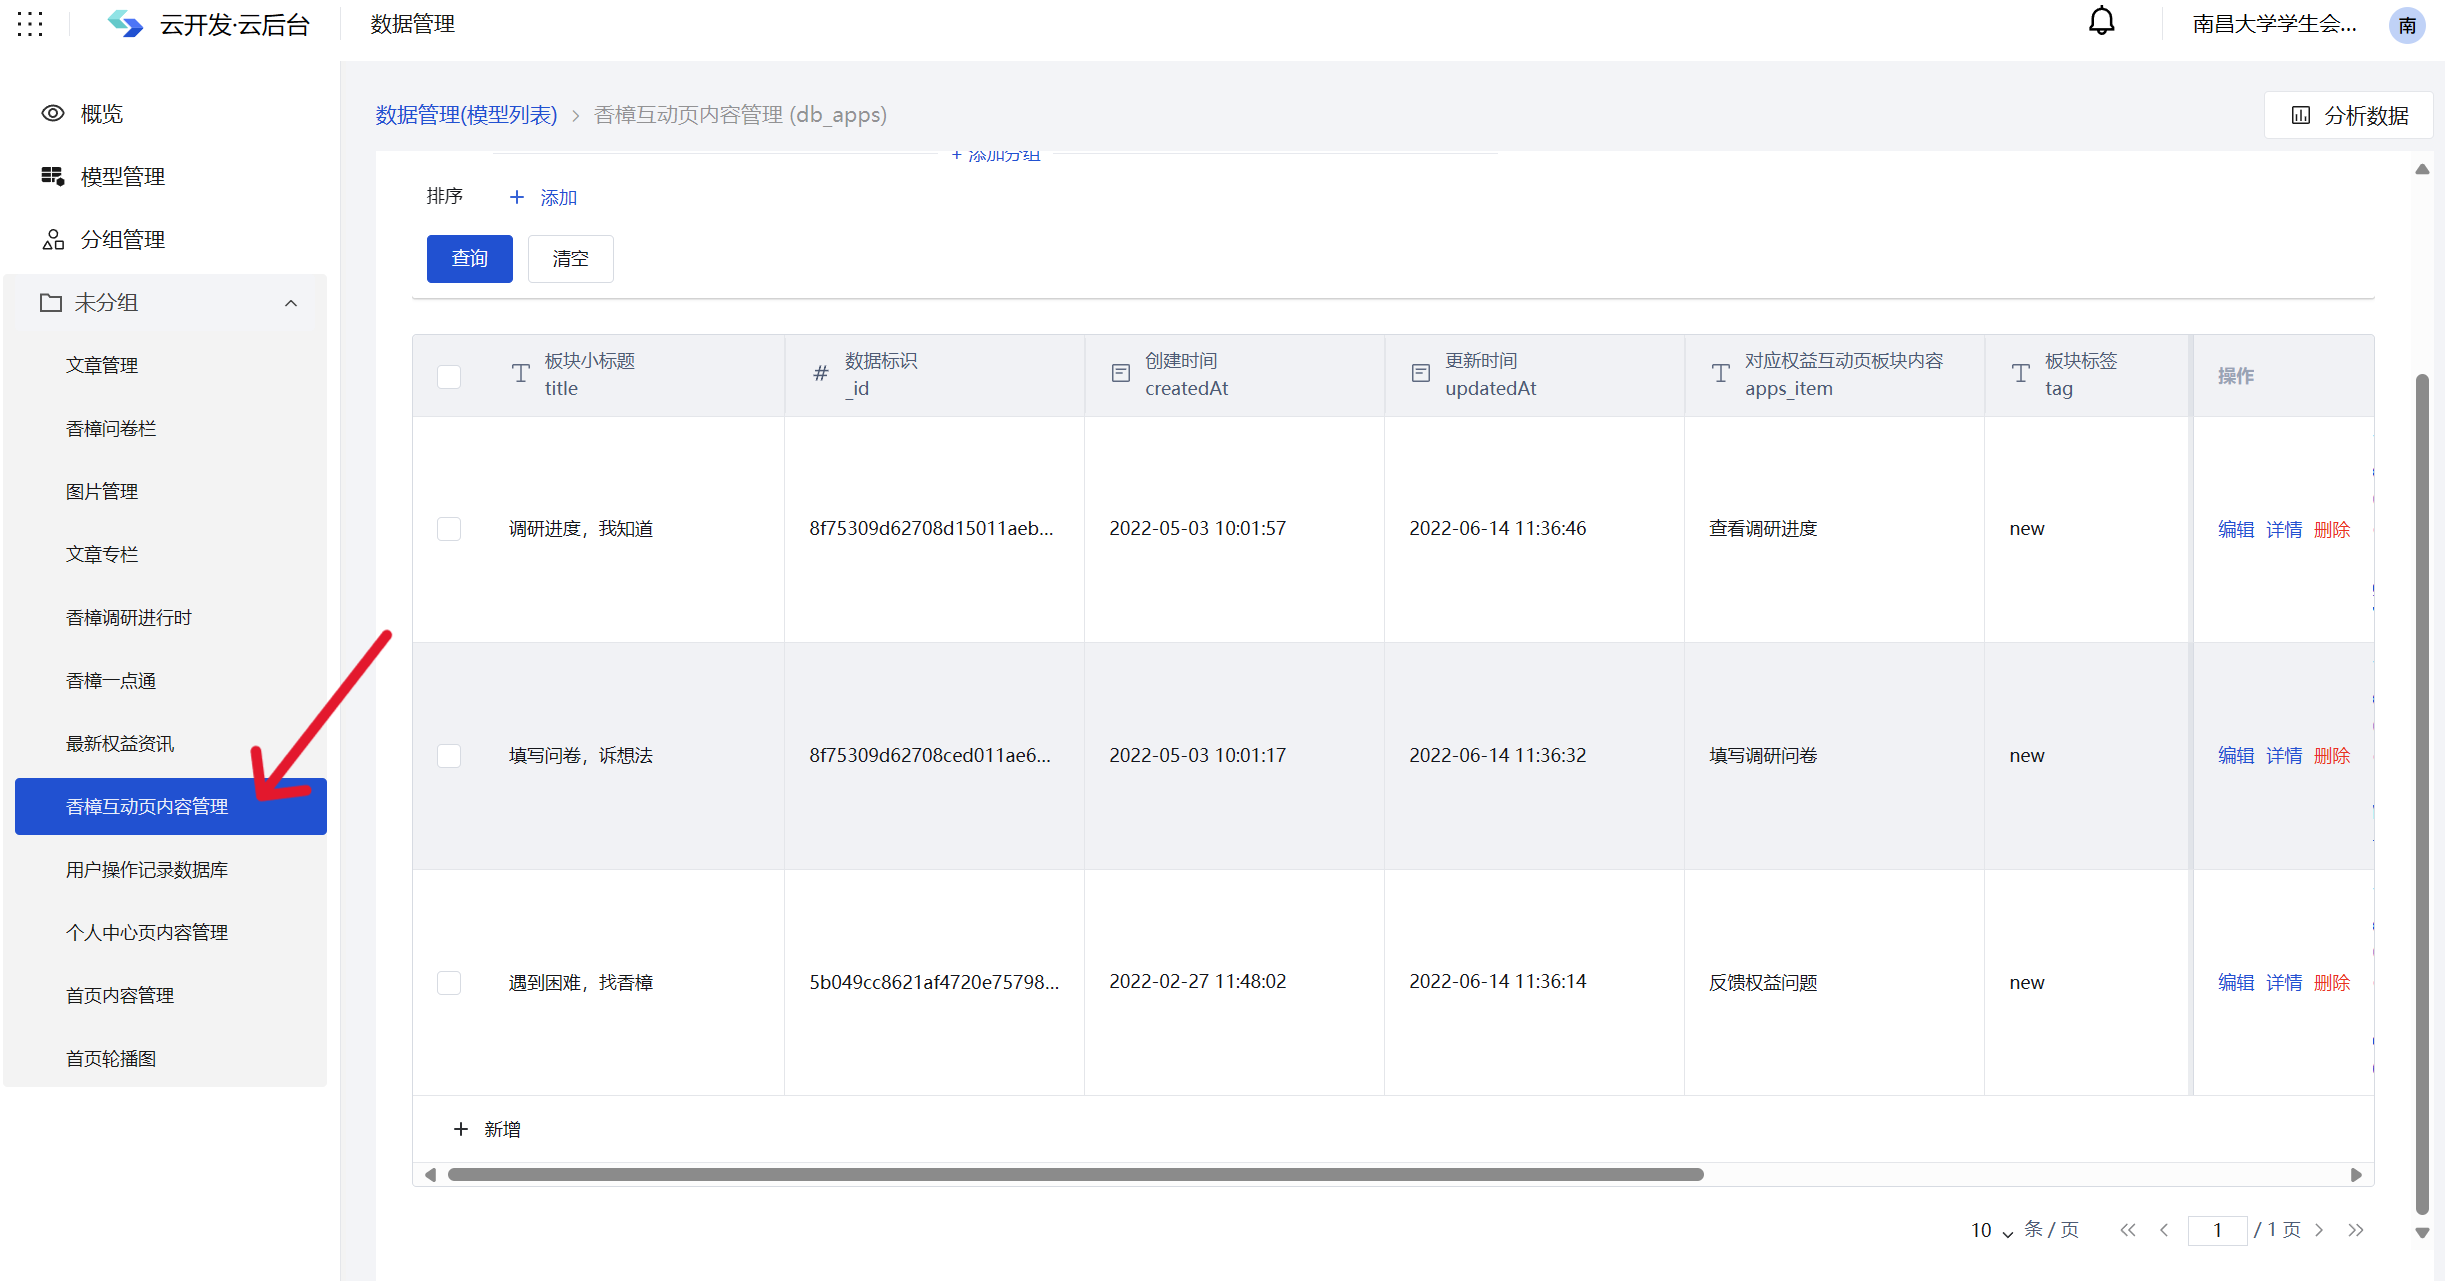 云开发·云后台
数据管理
南昌大学学生会...
南
概览
模型管理
分组管理
未分组
文章管理
香樟问卷栏
图片管理
文章专栏
香樟调研进行时
香樟一点通
最新权益资讯
香樟互动页内容管理
用户操作记录数据库
个人中心页内容管理
首页内容管理
首页轮播图
数据管理(模型列表) > 香樟互动页内容管理 (db_apps)
分析数据
+ 添加分组
排序 + 添加
查询 清空
板块小标题 title
# 数据标识 _id
创建时间 createdAt
更新时间 updatedAt
对应权益互动页板块内容 apps_item
板块标签 tag
操作
调研进度，我知道 8f75309d62708d15011aeb... 2022-05-03 10:01:57 2022-06-14 11:36:46 查看调研进度 new 编辑 详情 删除
填写问卷，诉想法 8f75309d62708ced011ae6... 2022-05-03 10:01:17 2022-06-14 11:36:32 填写调研问卷 new 编辑 详情 删除
遇到困难，找香樟 5b049cc8621af4720e75798... 2022-02-27 11:48:02 2022-06-14 11:36:14 反馈权益问题 new 编辑 详情 删除
+ 新增
10 条 / 页 1 / 1 页